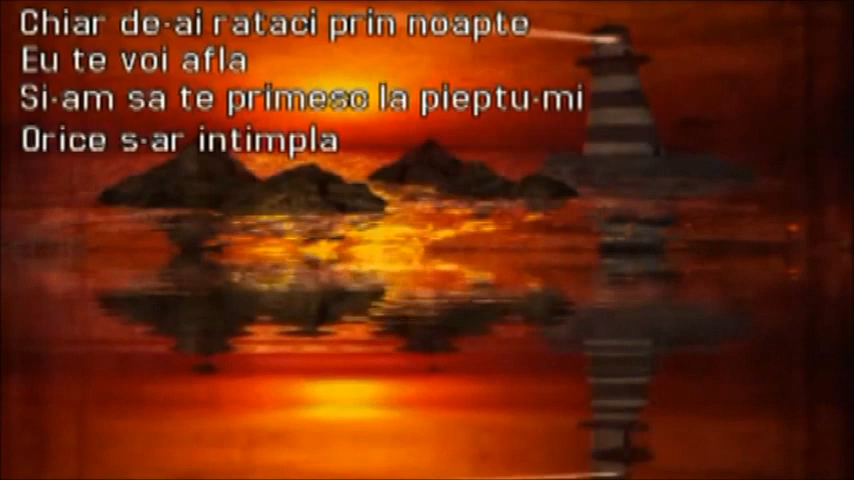 Chiar de-ai rataci prin noapte
Eu te voi afla
Si-am sa te primesc la pieptu-mi
Orice s-ar intimpla